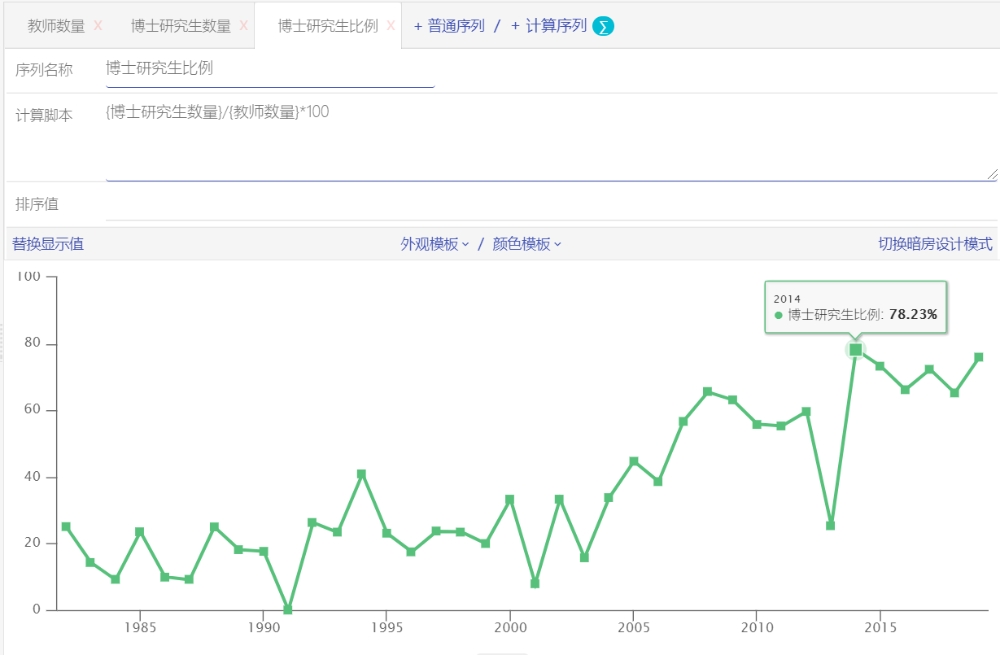 教师数量 X 博士研究生数量 X 博士研究生比例 X + 普通序列 / + 计算序列 ∑
序列名称 博士研究生比例
计算脚本 {博士研究生数量}/{教师数量}*100
排序值
替换显示值 外观模板 / 颜色模板 切换暗房设计模式
100
2014
博士研究生比例: 78.23%
80
60
40
20
0
1985 1990 1995 2000 2005 2010 2015